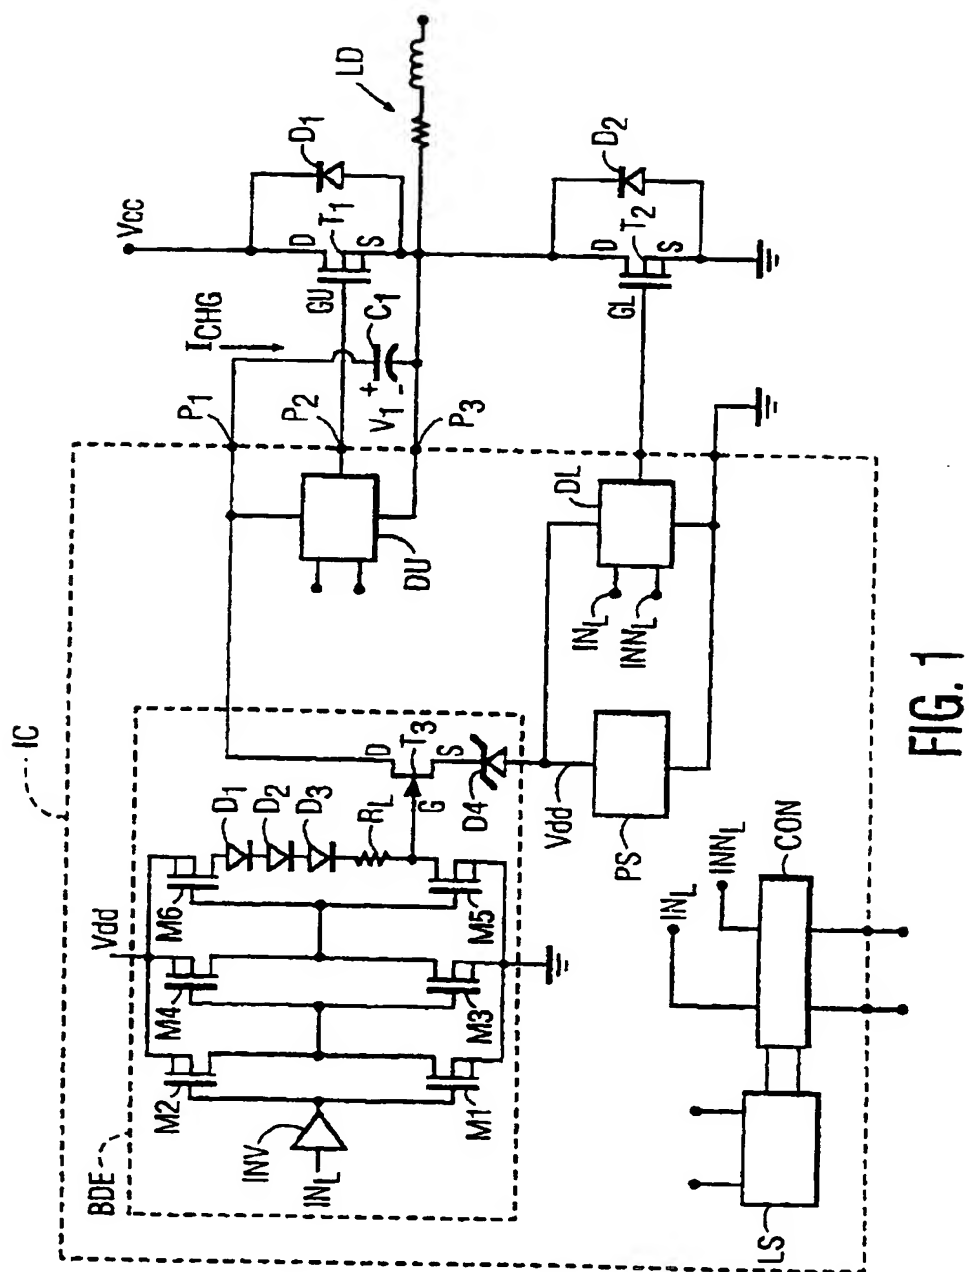 IC
BDE
Vdd
M2
M4
M6
D1
D2
D3
RL
INV
INL
M1
M3
M5
G
D
T3
S
D4
Vdd
PS
P1
P2
P3
DU
ICHG
+
V1
-
C1
Vcc
GU
D
T1
S
D1
LD
INL
INNL
DL
GL
D
T2
S
D2
LS
INL
INNL
CON
FIG. 1